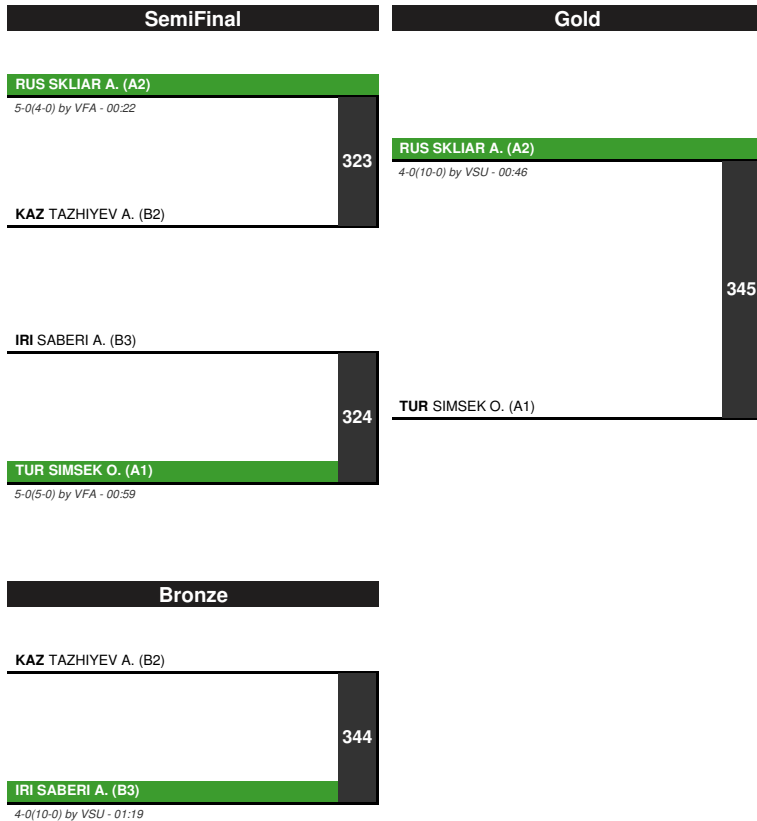 SemiFinal
RUS SKLIAR A. (A2)
5-0(4-0) by VFA - 00:22
323
KAZ TAZHIYEV A. (B2)
IRI SABERI A. (B3)
324
TUR SIMSEK O. (A1)
5-0(5-0) by VFA - 00:59
Gold
RUS SKLIAR A. (A2)
4-0(10-0) by VSU - 00:46
345
TUR SIMSEK O. (A1)
Bronze
KAZ TAZHIYEV A. (B2)
344
IRI SABERI A. (B3)
4-0(10-0) by VSU - 01:19